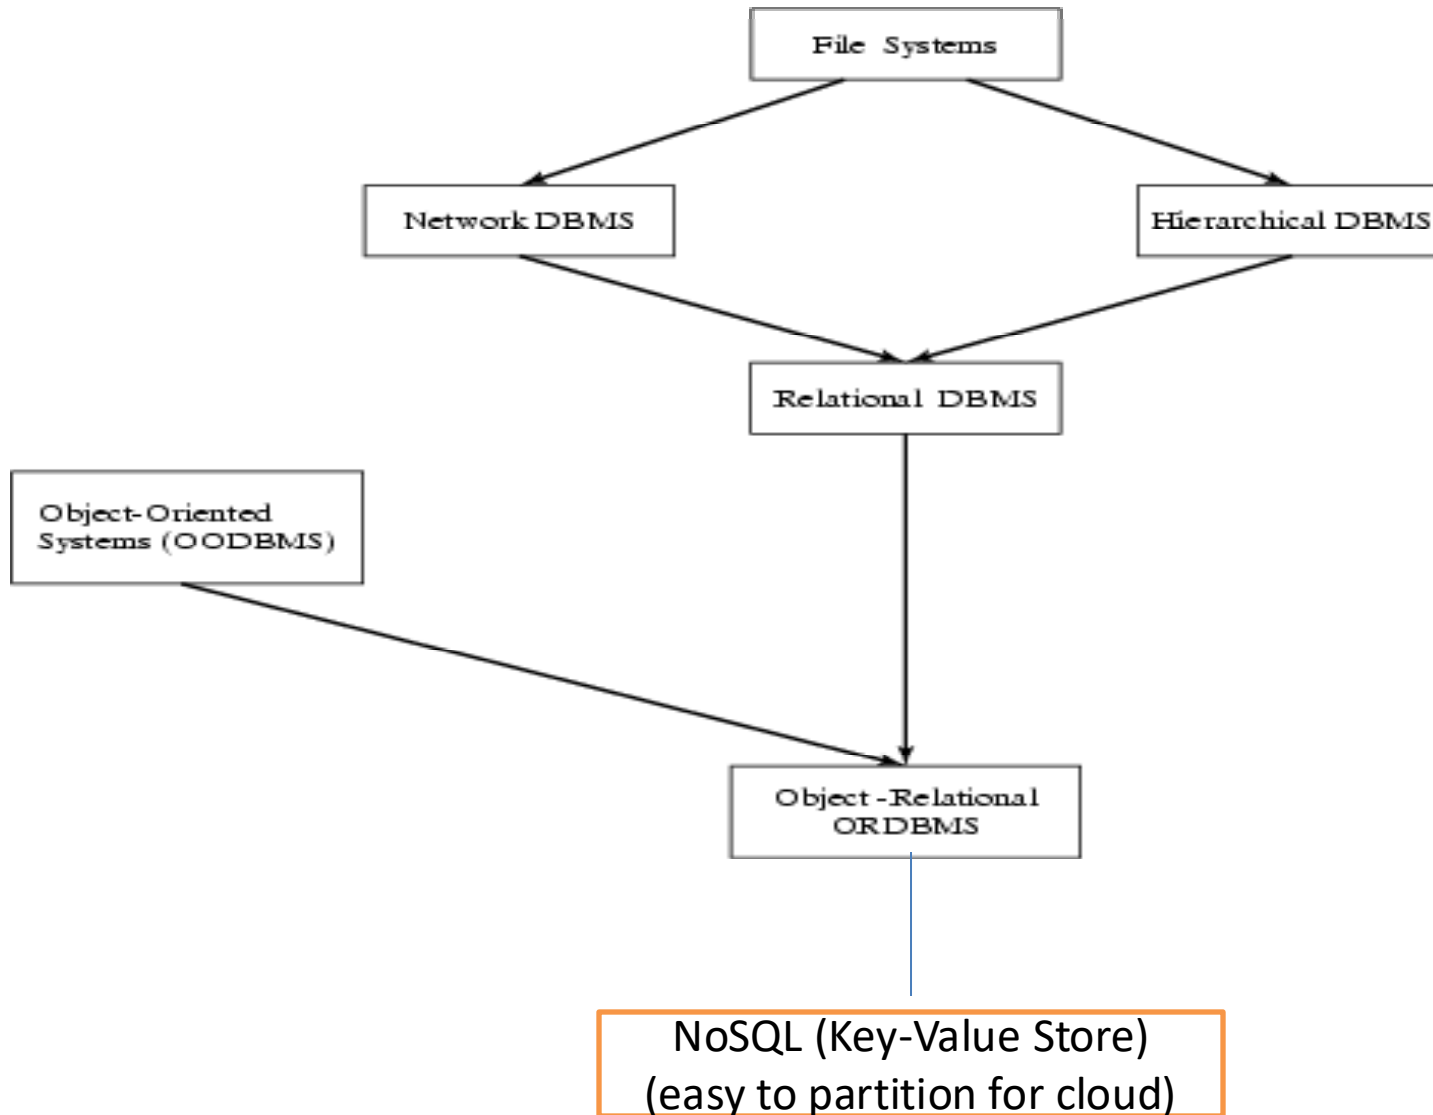 File Systems
Network DBMS
Hierarchical DBMS
Relational DBMS
Object-Oriented
Systems (OODBMS)
Object-Relational
ORDBMS
NoSQL (Key-Value Store)
(easy to partition for cloud)